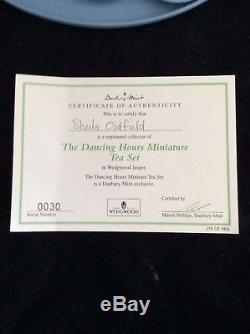 Danbury Mint
CERTIFICATE OF AUTHENTICITY
This is to certify that
Sheila Oldfield
is a registered collector of
The Dancing Hours Miniature
Tea Set
in Wedgwood Jasper.
The Dancing Hours Miniature Tea Set
is a Danbury Mint exclusive.
0030
Serial Number
WEDGWOOD
Certified by
Martin Phillips, Danbury Mint